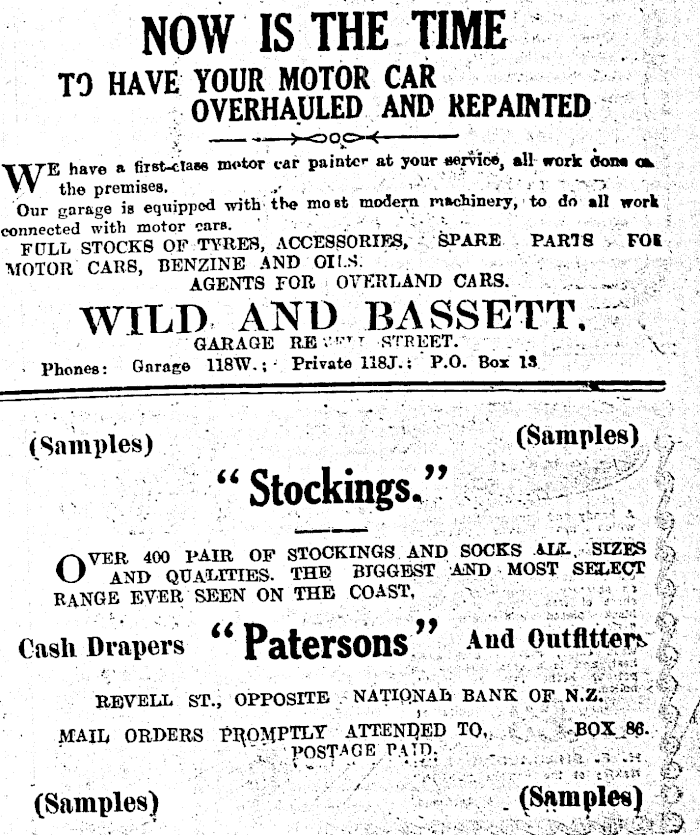 NOW IS THE TIME
TO HAVE YOUR MOTOR CAR
OVERHAULED AND REPAINTED
WE have a first-class motor car painter at your service, all work done on
the premises.
Our garage is equipped with the most modern machinery, to do all work
connected with motor cars.
FULL STOCKS OF TYRES, ACCESSORIES, SPARE PARTS FOR
MOTOR CARS, BENZINE AND OILS.
AGENTS FOR OVERLAND CARS.
WILD AND BASSETT.
GARAGE REVELL STREET.
Phones: Garage 118W.; Private 118J.; P.O. Box 13
(Samples) (Samples)
"Stockings."
OVER 400 PAIR OF STOCKINGS AND SOCKS ALL SIZES
AND QUALITIES. THE BIGGEST AND MOST SELECT
RANGE EVER SEEN ON THE COAST.
Cash Drapers "Patersons" And Outfitters
REVELL ST., OPPOSITE NATIONAL BANK OF N.Z.
MAIL ORDERS PROMPTLY ATTENDED TO. BOX 86.
POSTAGE PAID.
(Samples) (Samples)